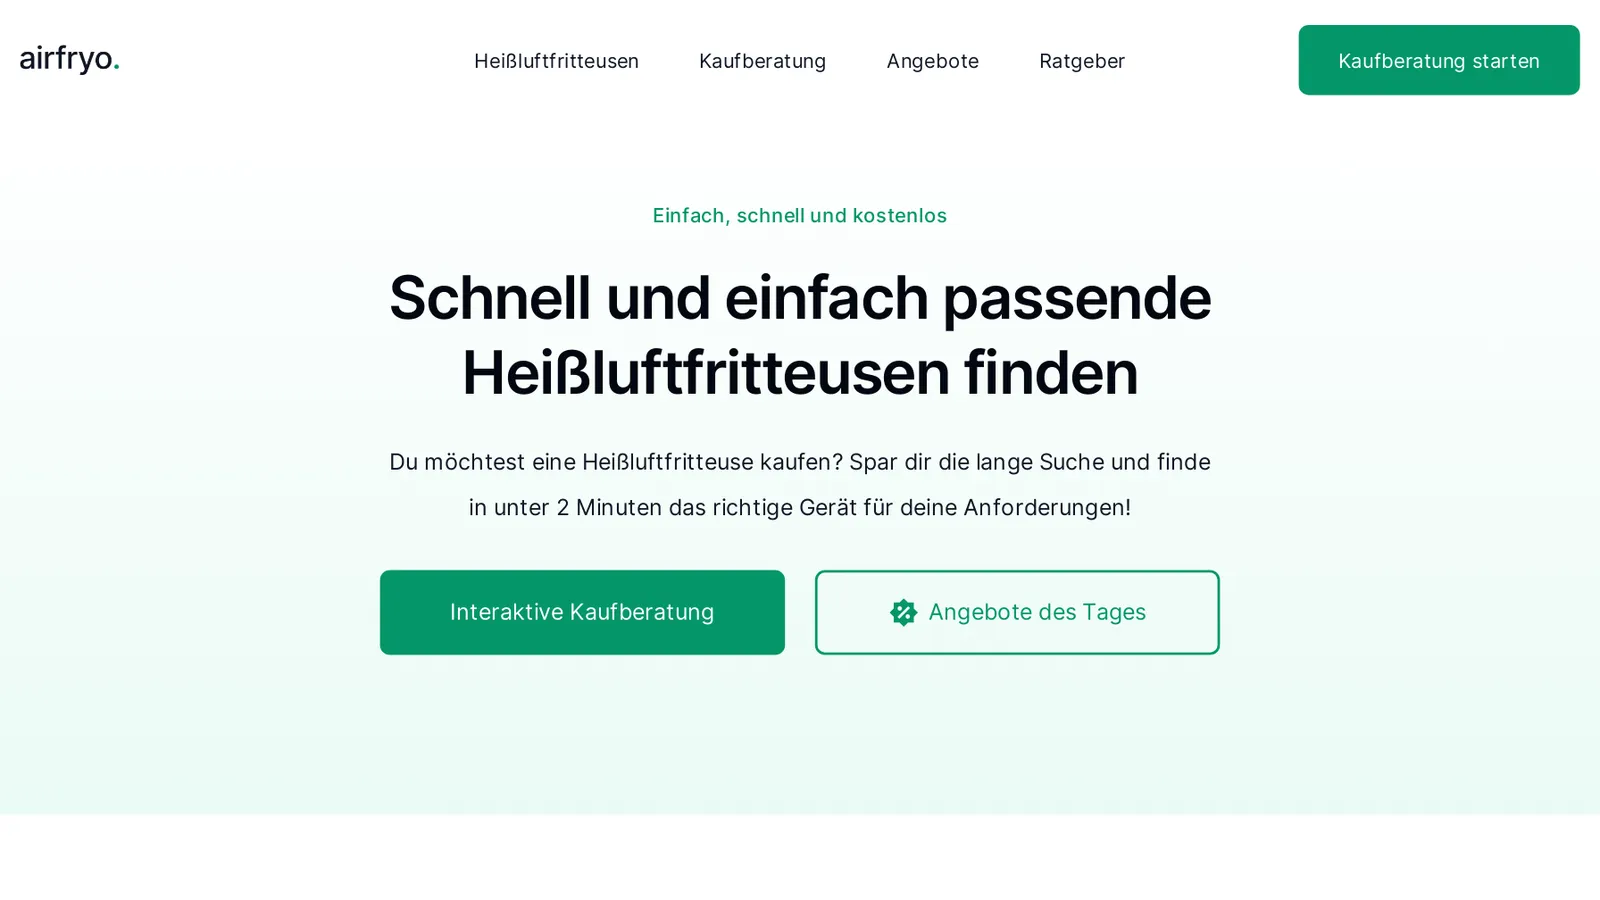 airfryo.
Heißluftfritteusen
Kaufberatung
Angebote
Ratgeber
Kaufberatung starten
Einfach, schnell und kostenlos
Schnell und einfach passende
Heißluftfritteusen finden
Du möchtest eine Heißluftfritteuse kaufen? Spar dir die lange Suche und finde
in unter 2 Minuten das richtige Gerät für deine Anforderungen!
Interaktive Kaufberatung
Angebote des Tages